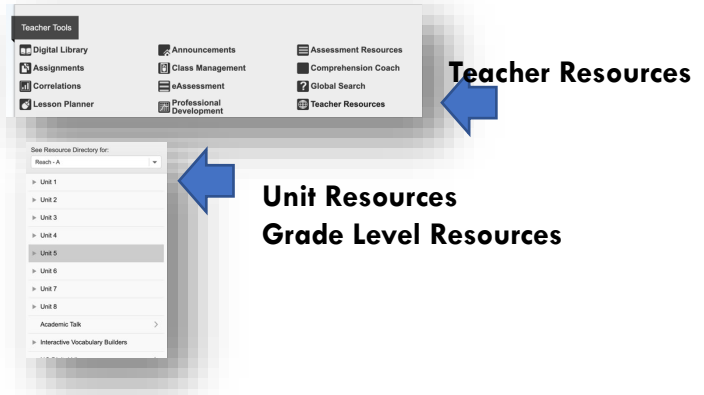 Teacher Tools
Digital Library
Announcements
Assessment Resources
Assignments
Class Management
Comprehension Coach
Correlations
eAssessment
Global Search
Lesson Planner
Professional
Development
Teacher Resources
Teacher Resources
See Resource Directory for:
Reach - A
Unit 1
Unit 2
Unit 3
Unit 4
Unit 5
Unit 6
Unit 7
Unit 8
Academic Talk
Interactive Vocabulary Builders
Unit Resources
Grade Level Resources